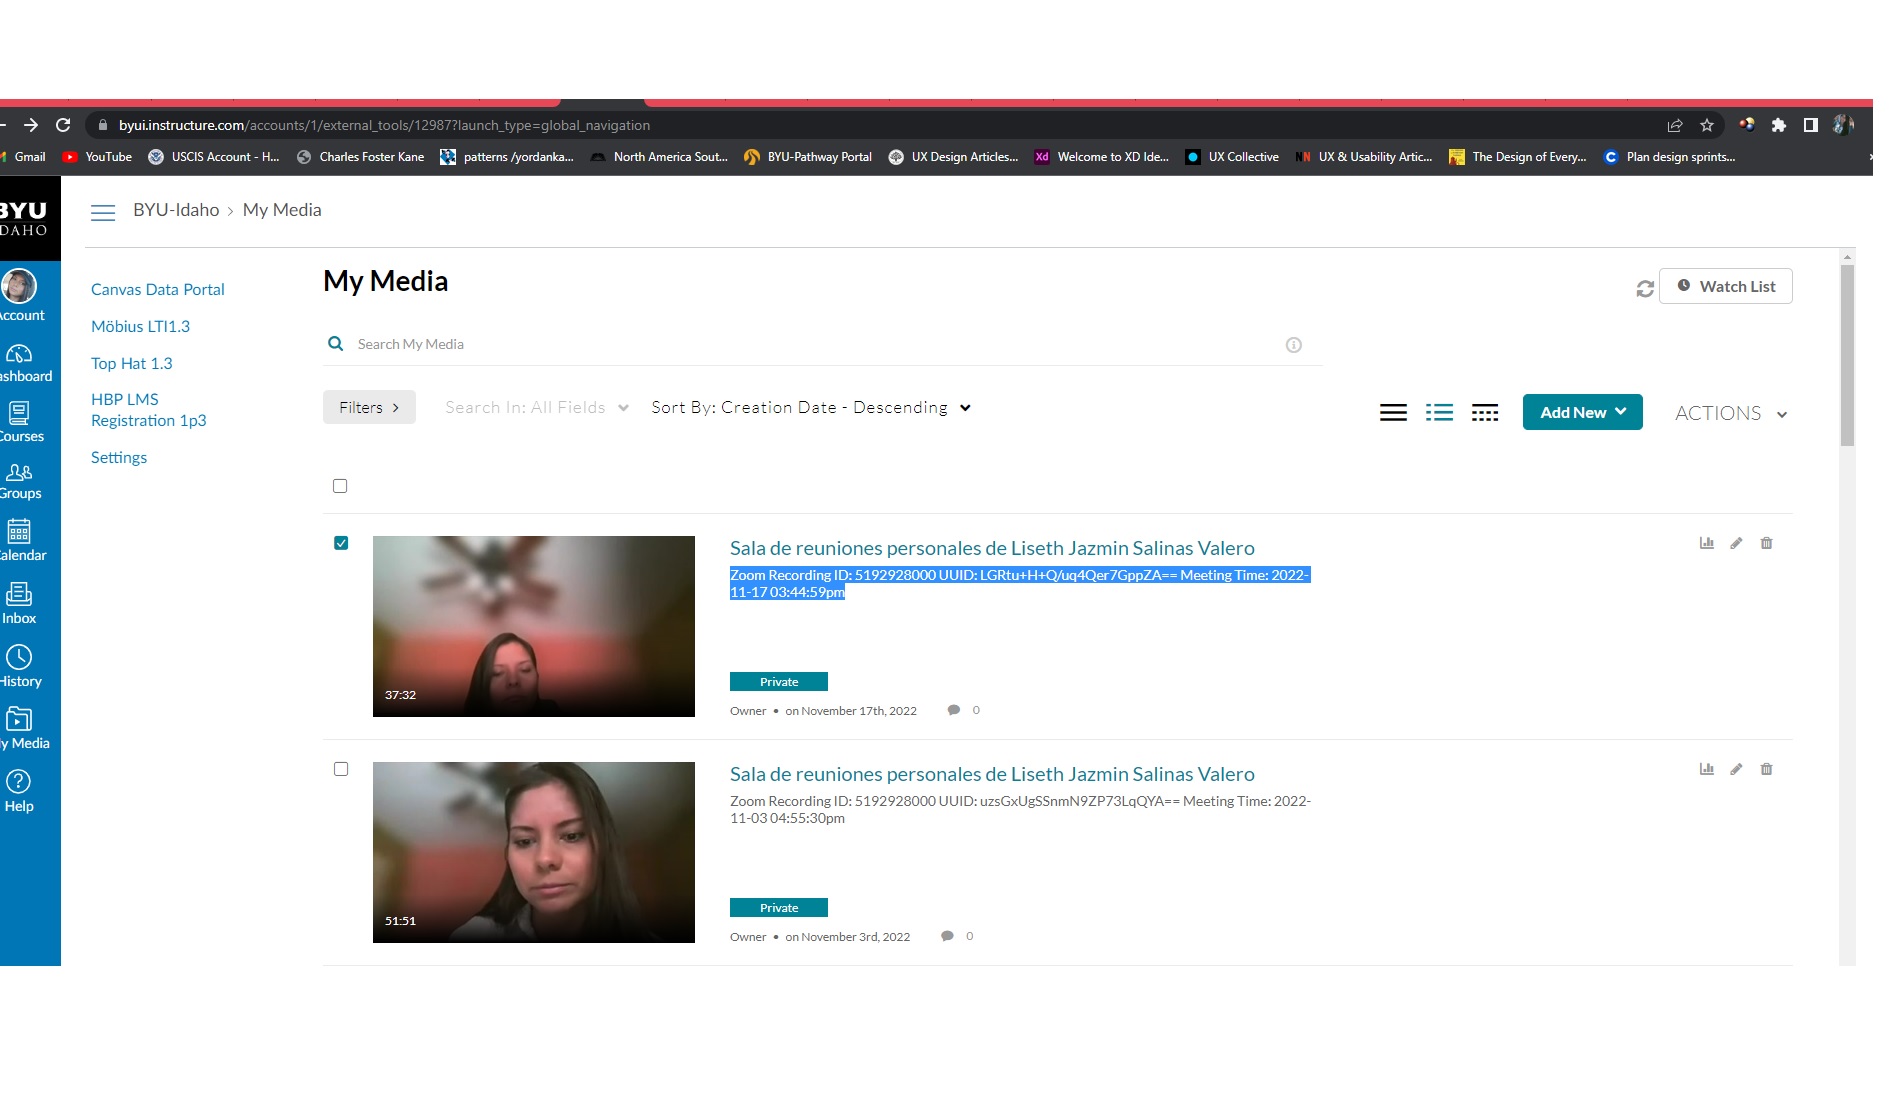 byui.instructure.com/accounts/1/external_tools/12987?launch_type=global_navigation
Gmail YouTube USCIS Account - H... Charles Foster Kane patterns /yordanka... North America Sout... BYU-Pathway Portal UX Design Articles... Xd Welcome to XD Ide... UX Collective NN UX & Usability Artic... The Design of Every... C Plan design sprints...
BYU
IDAHO
BYU-Idaho › My Media
Account
Dashboard
Courses
Groups
Calendar
Inbox
History
My Media
Help
Canvas Data Portal
Möbius LTI1.3
Top Hat 1.3
HBP LMS
Registration 1p3
Settings
My Media
Watch List
Search My Media
Filters > Search In: All Fields Sort By: Creation Date - Descending
Add New ACTIONS
Sala de reuniones personales de Liseth Jazmin Salinas Valero
Zoom Recording ID: 5192928000 UUID: LGRtu+H+Q/uq4Qer7GppZA== Meeting Time: 2022-
11-17 03:44:59pm
37:32
Private
Owner • on November 17th, 2022 0
Sala de reuniones personales de Liseth Jazmin Salinas Valero
Zoom Recording ID: 5192928000 UUID: uzsGxUgSSnmN9ZP73LqQYA== Meeting Time: 2022-
11-03 04:55:30pm
51:51
Private
Owner • on November 3rd, 2022 0